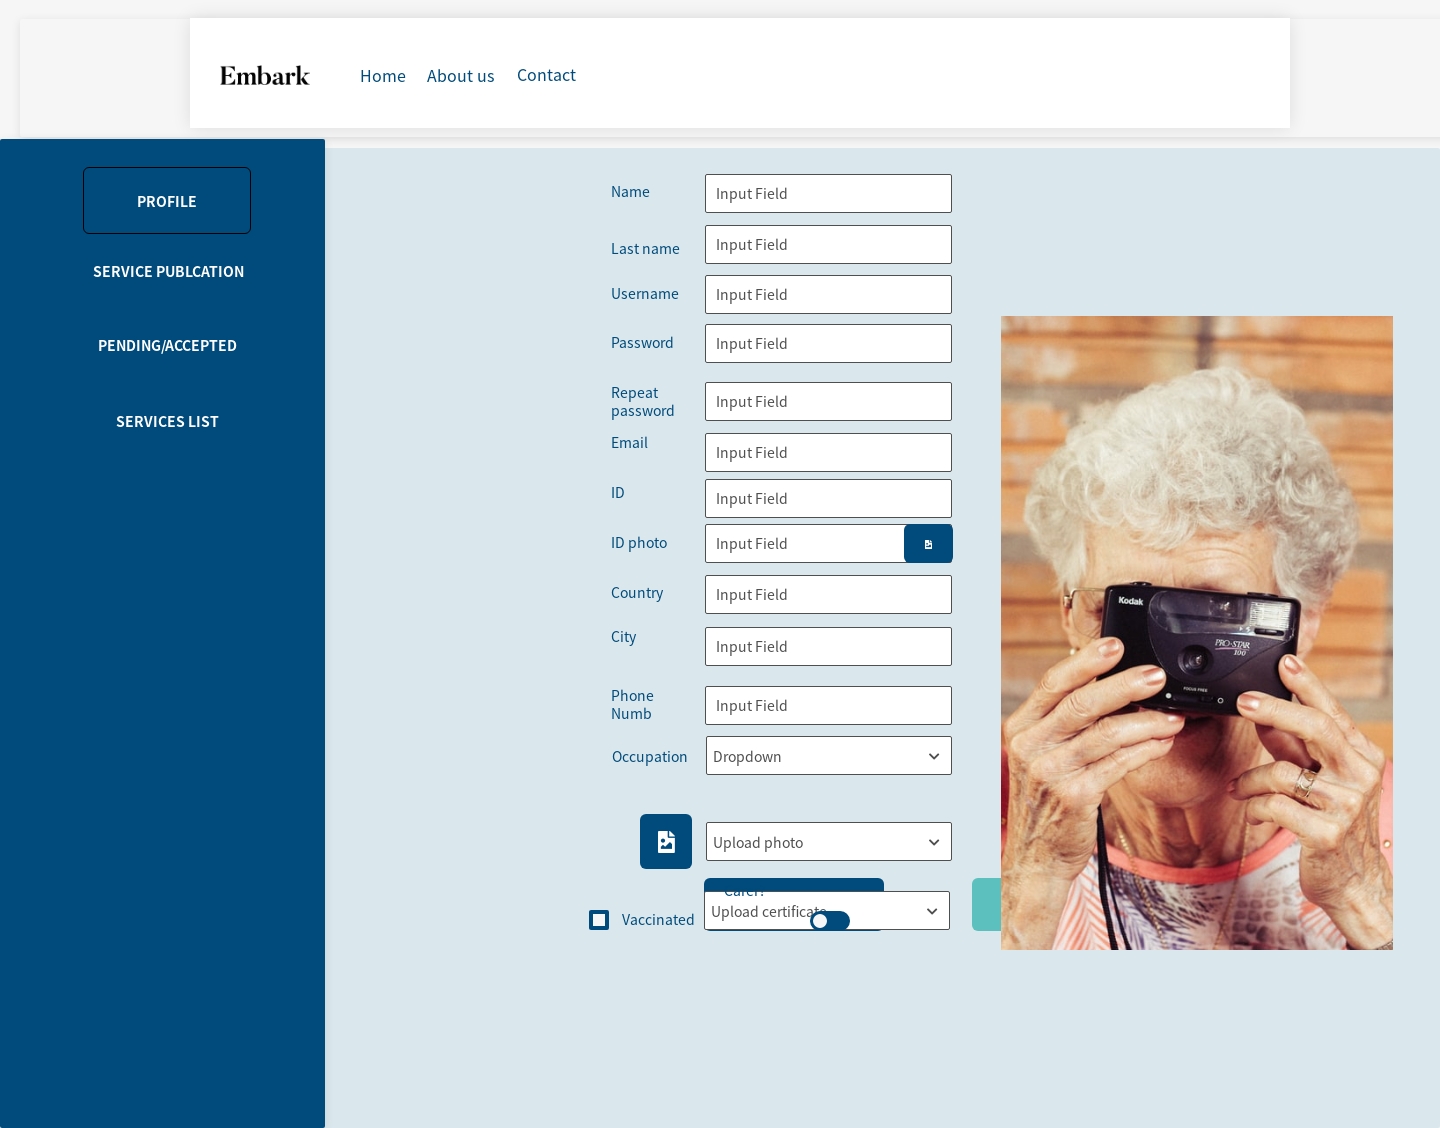 Embark
Home
About us
Contact
PROFILE
SERVICE PUBLCATION
PENDING/ACCEPTED
SERVICES LIST
Name
Input Field
Last name
Input Field
Username
Input Field
Password
Input Field
Repeat
password
Input Field
Email
Input Field
ID
Input Field
ID photo
Input Field
Country
Input Field
City
Input Field
Phone
Numb
Input Field
Occupation
Dropdown
Upload photo
Carer?
Vaccinated
Upload certificate
Kodak
PRO-STAR
100
FOCUS FREE